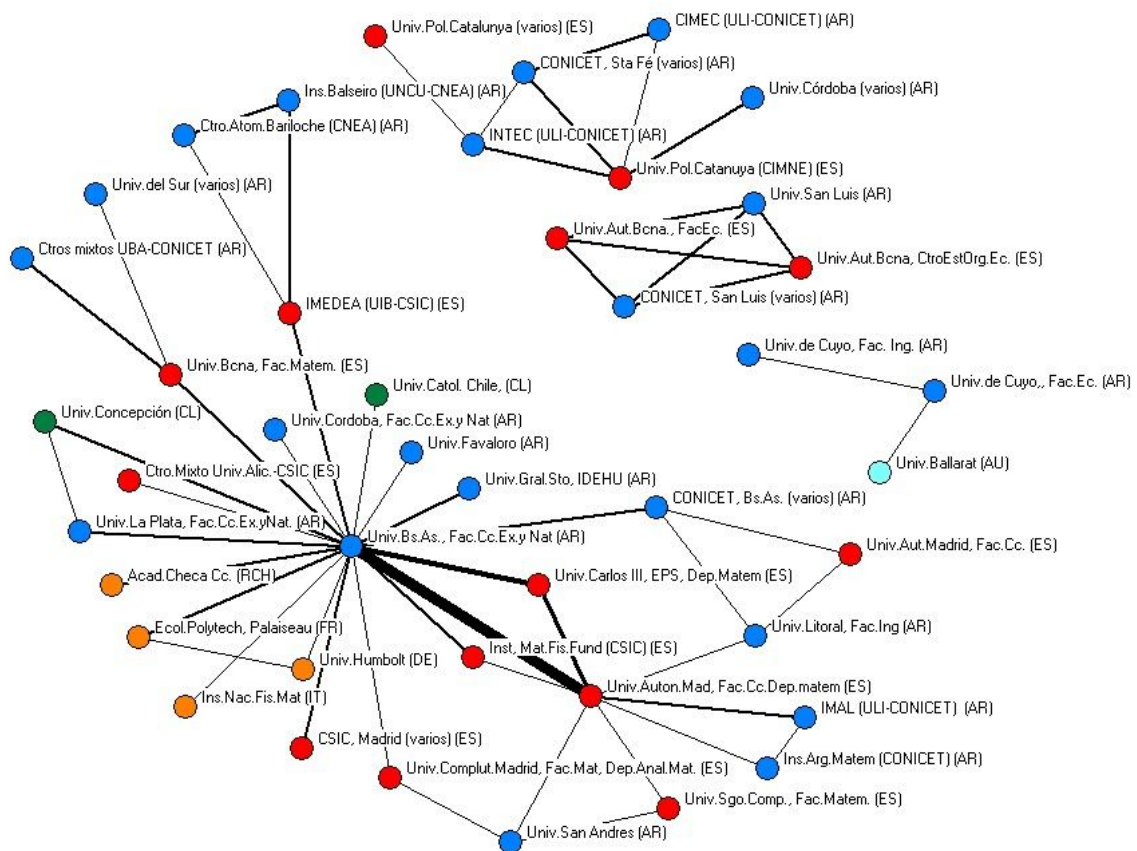 Univ.Pol.Catalunya (varios) (ES)
CIMEC (ULI-CONICET) (AR)
CONICET, Sta Fé (varios) (AR)
Ins.Balseiro (UNCU-CNEA) (AR)
Univ.Córdoba (varios) (AR)
Ctro.Atom.Bariloche (CNEA) (AR)
INTEC (ULI-CONICET) (AR)
Univ.Pol.Catanuya (CIMNE) (ES)
Univ.del Sur (varios) (AR)
Univ.San Luis (AR)
Univ.Aut.Bcna., FacEc. (ES)
Ctros mixtos UBA-CONICET (AR)
Univ.Aut.Bcna, CtroEstOrg.Ec. (ES)
CONICET, San Luis (varios) (AR)
IMEDEA (UIB-CSIC) (ES)
Univ.de Cuyo, Fac. Ing. (AR)
Univ.Bcna, Fac.Matem. (ES)
Univ.Catol. Chile, (CL)
Univ.de Cuyo,, Fac.Ec. (AR)
Univ.Concepción (CL)
Univ.Cordoba, Fac.Cc.Ex.y Nat (AR)
Univ.Favaloro (AR)
Ctro.Mixto Univ.Alic.-CSIC (ES)
Univ.Ballarat (AU)
Univ.Gral.Sto, IDEHU (AR)
CONICET, Bs.As. (varios) (AR)
Univ.La Plata, Fac.Cc.Ex.yNat. (AR)
Univ.Bs.As., Fac.Cc.Ex.y Nat (AR)
Univ.Aut.Madrid, Fac.Cc. (ES)
Acad.Checa Cc. (RCH)
Univ.Carlos III, EPS, Dep.Matem (ES)
Ecol.Polytech, Palaiseau (FR)
Univ.Litoral, Fac.Ing (AR)
Inst, Mat.Fis.Fund (CSIC) (ES)
Univ.Humbolt (DE)
Univ.Auton.Mad, Fac.Cc.Dep.matem (ES)
Ins.Nac.Fis.Mat (IT)
IMAL (ULI-CONICET) (AR)
CSIC, Madrid (varios) (ES)
Ins.Arg.Matem (CONICET) (AR)
Univ.Complut.Madrid, Fac.Mat, Dep.Anal.Mat. (ES)
Univ.Sgo.Comp., Fac.Matem. (ES)
Univ.San Andres (AR)